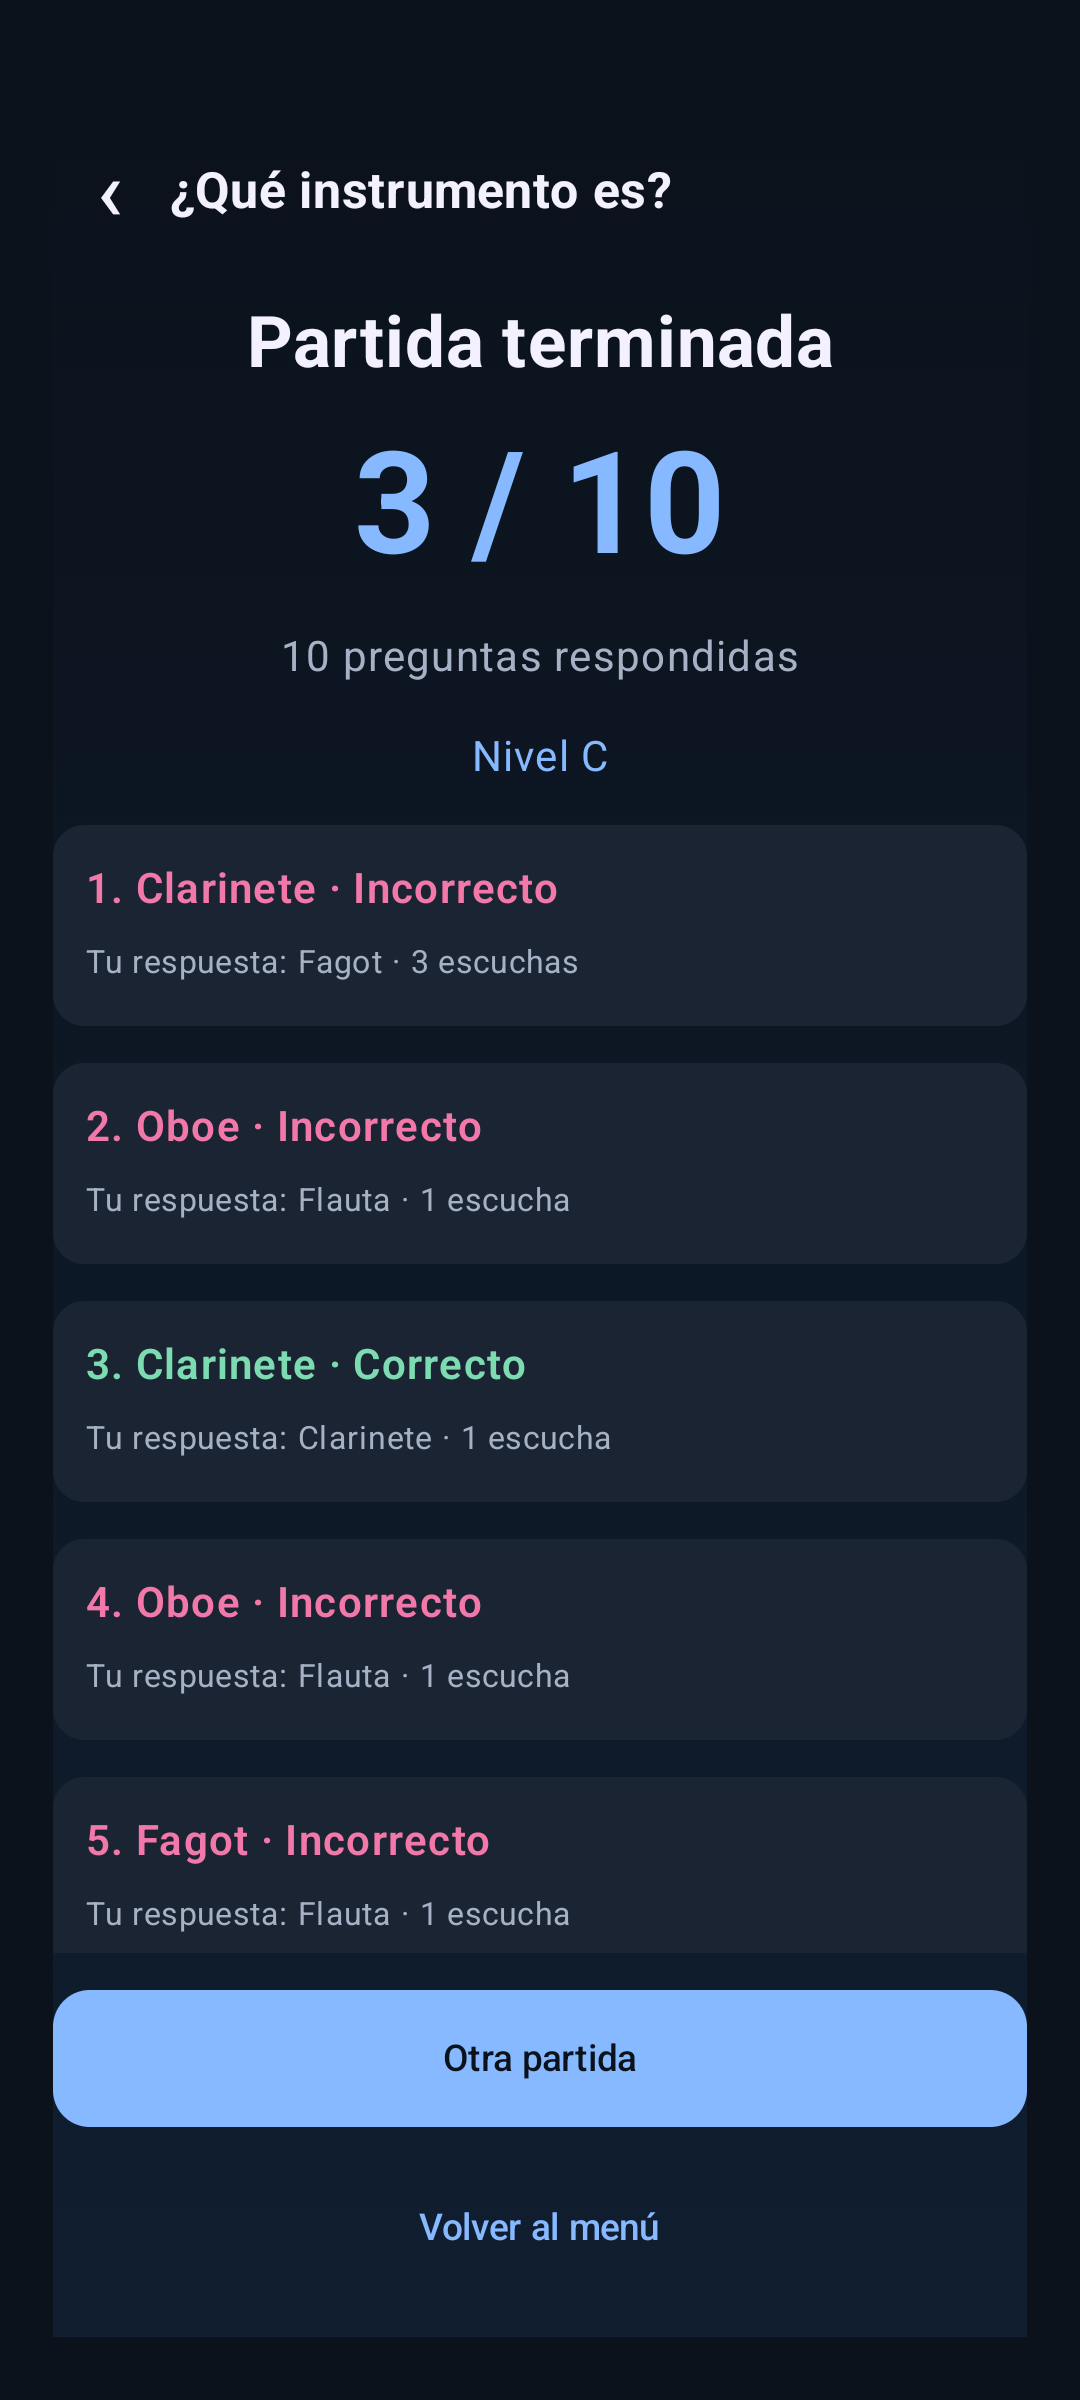 ¿Qué instrumento es?
Partida terminada
3 / 10
10 preguntas respondidas
Nivel C
1. Clarinete · Incorrecto
Tu respuesta: Fagot · 3 escuchas
2. Oboe · Incorrecto
Tu respuesta: Flauta · 1 escucha
3. Clarinete · Correcto
Tu respuesta: Clarinete · 1 escucha
4. Oboe · Incorrecto
Tu respuesta: Flauta · 1 escucha
5. Fagot · Incorrecto
Tu respuesta: Flauta · 1 escucha
Otra partida
Volver al menú